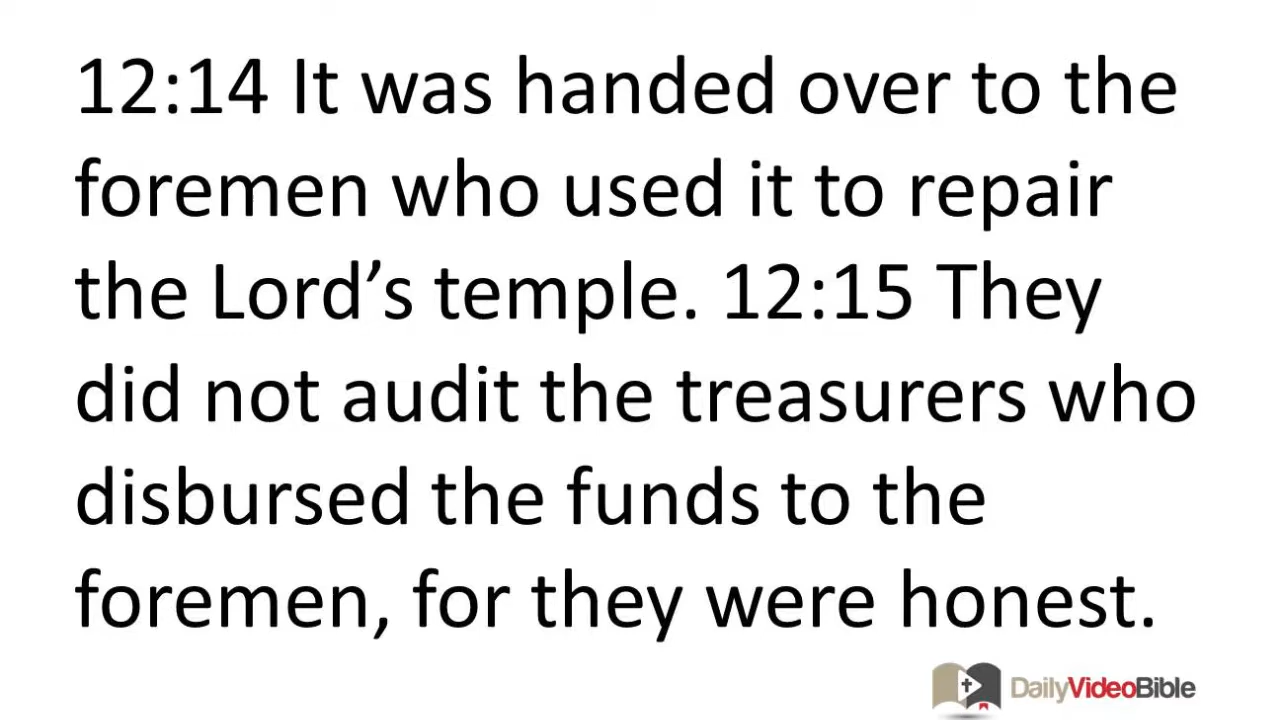 12:14 It was handed over to the
foremen who used it to repair
the Lord’s temple. 12:15 They
did not audit the treasurers who
disbursed the funds to the
foremen, for they were honest.
DailyVideoBible